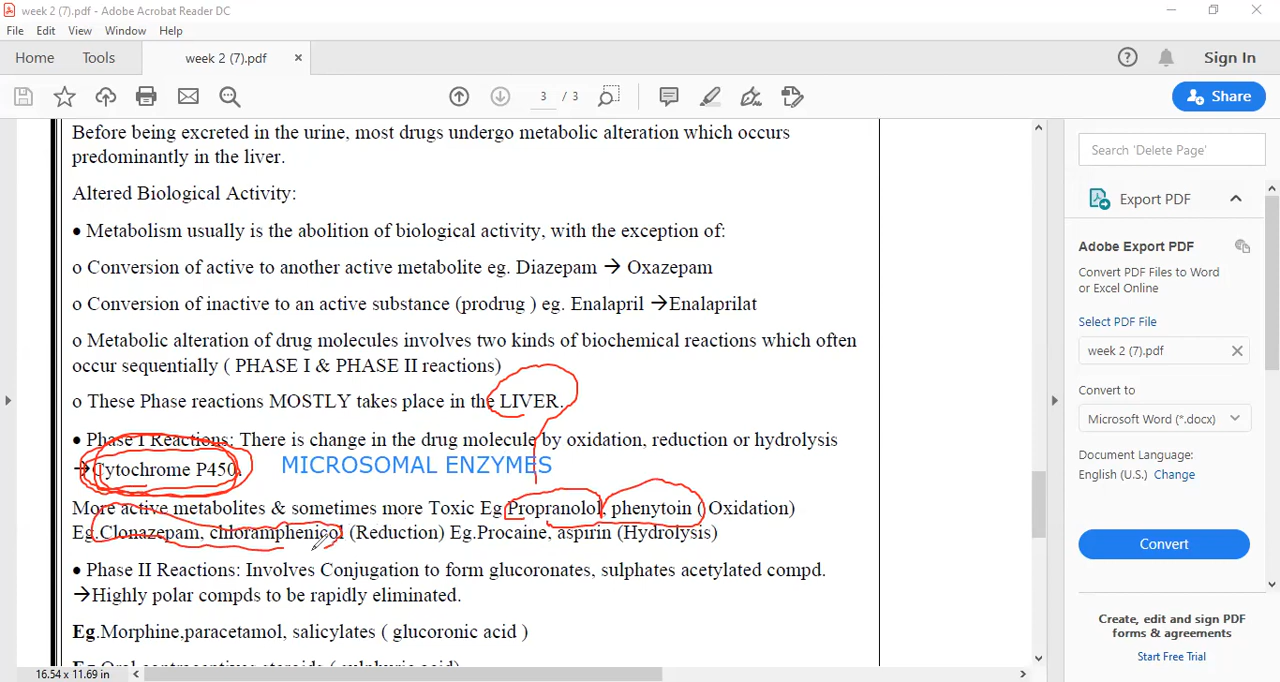 week 2 (7).pdf - Adobe Acrobat Reader DC
File Edit View Window Help
Home Tools week 2 (7).pdf × Sign In
3 / 3 Share
Before being excreted in the urine, most drugs undergo metabolic alteration which occurs
predominantly in the liver.
Altered Biological Activity:
• Metabolism usually is the abolition of biological activity, with the exception of:
o Conversion of active to another active metabolite eg. Diazepam → Oxazepam
o Conversion of inactive to an active substance (prodrug ) eg. Enalapril →Enalaprilat
o Metabolic alteration of drug molecules involves two kinds of biochemical reactions which often
occur sequentially ( PHASE I & PHASE II reactions)
o These Phase reactions MOSTLY takes place in the LIVER.
• Phase I Reactions: There is change in the drug molecule by oxidation, reduction or hydrolysis
→Cytochrome P450. MICROSOMAL ENZYMES
More active metabolites & sometimes more Toxic Eg.Propranolol, phenytoin ( Oxidation)
Eg.Clonazepam, chloramphenicol (Reduction) Eg.Procaine, aspirin (Hydrolysis)
• Phase II Reactions: Involves Conjugation to form glucoronates, sulphates acetylated compd.
→Highly polar compds to be rapidly eliminated.
Eg.Morphine,paracetamol, salicylates ( glucoronic acid )
Eg.Oral contraceptives steroids ( sulphuric acid)
16.54 x 11.69 in
Search 'Delete Page'
Export PDF
Adobe Export PDF
Convert PDF Files to Word
or Excel Online
Select PDF File
week 2 (7).pdf
Convert to
Microsoft Word (*.docx)
Document Language:
English (U.S.) Change
Convert
Create, edit and sign PDF
forms & agreements
Start Free Trial